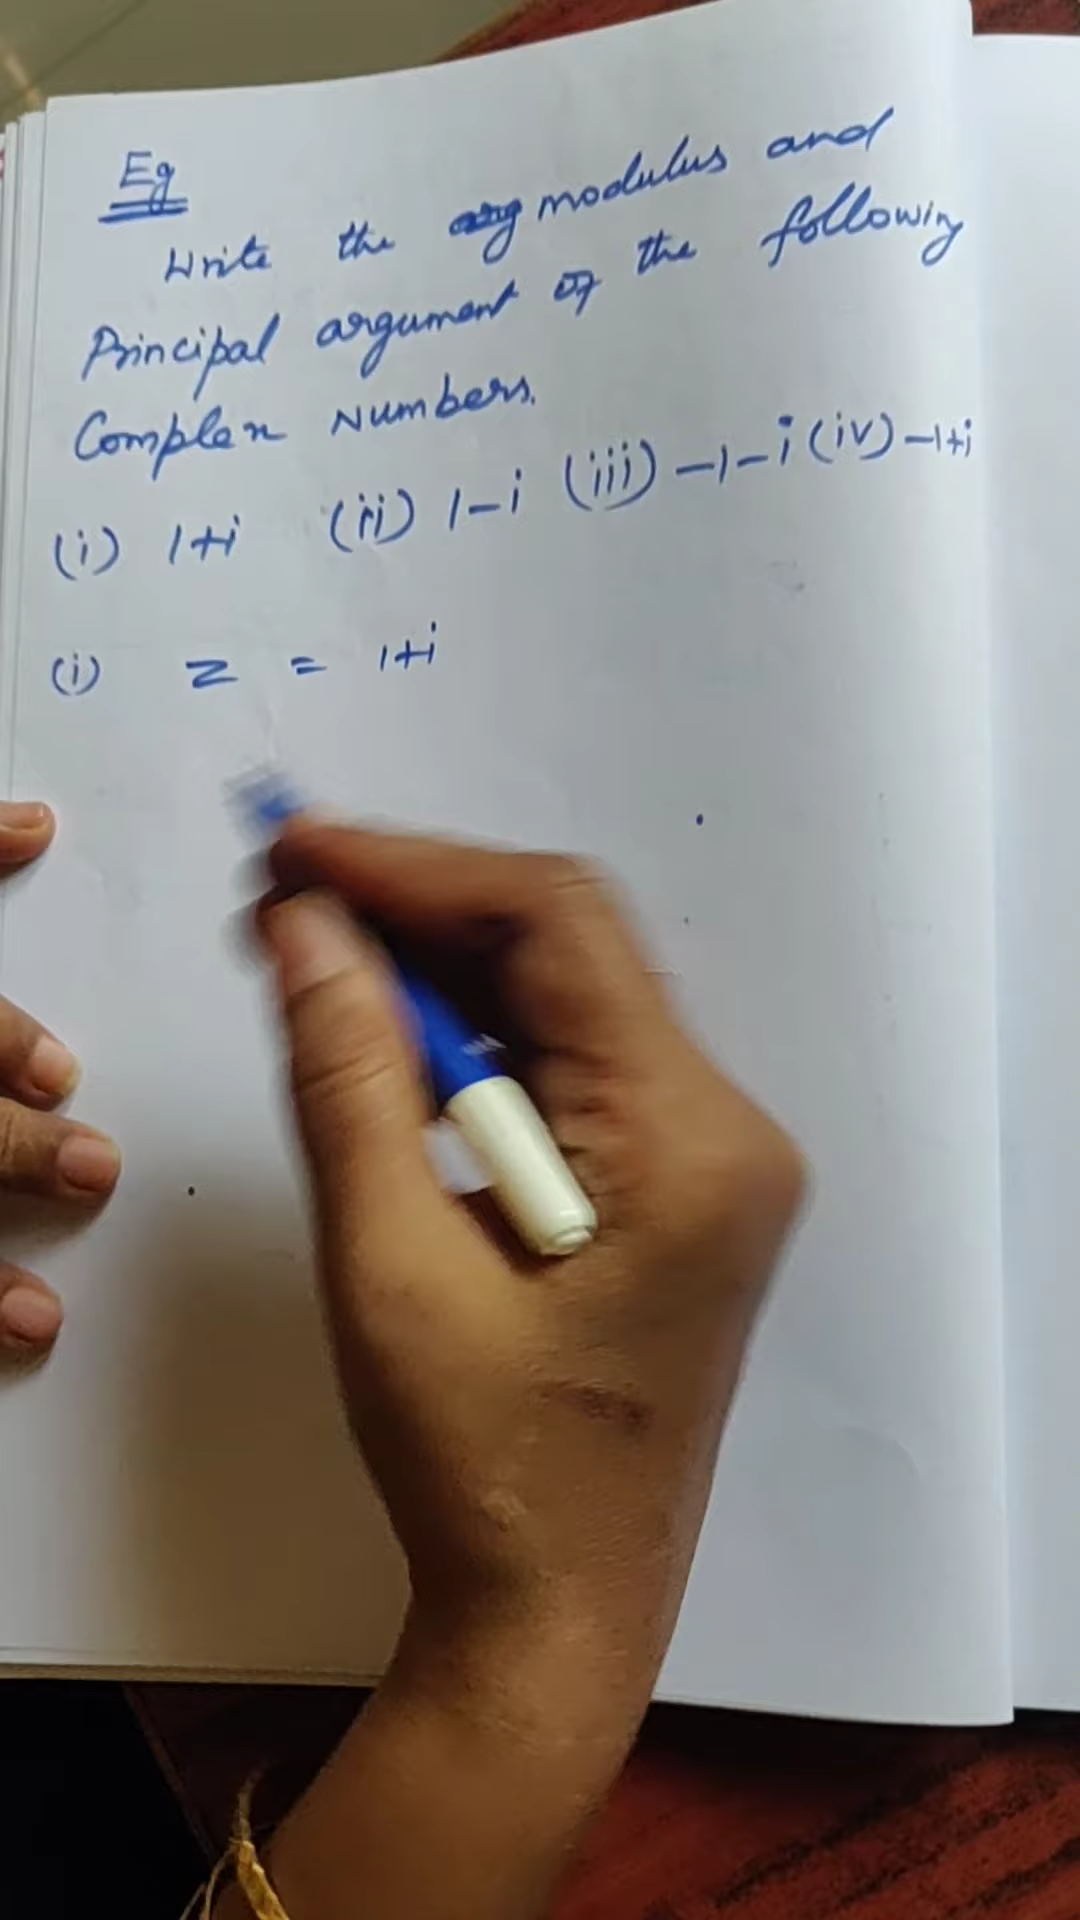 Eg
Write the modulus and
Principal argument of the following
Complex Numbers.
(i) 1+i (ii) 1-i (iii) -1-i (iv) -1+i
(i) z = 1+i